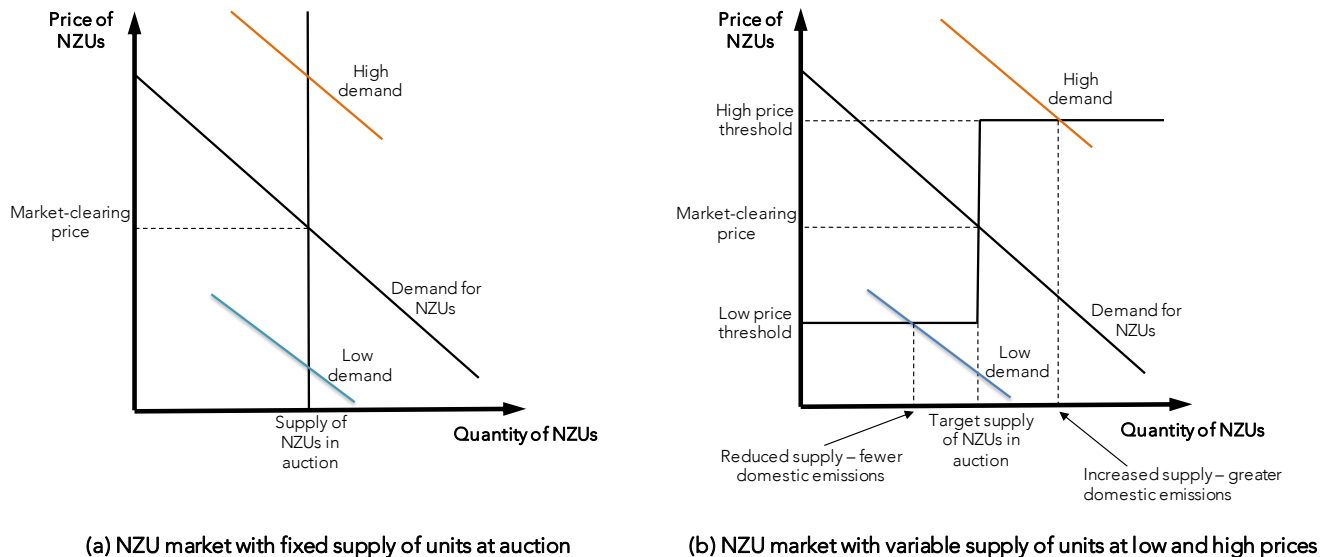 Price of
NZUs
High
demand
Market-clearing
price
Demand for
NZUs
Low
demand
Supply of
NZUs in
auction
Quantity of NZUs
(a) NZU market with fixed supply of units at auction
Price of
NZUs
High
demand
High price
threshold
Market-clearing
price
Low price
threshold
Demand for
NZUs
Low
demand
Target supply
of NZUs in
auction
Quantity of NZUs
Reduced supply – fewer
domestic emissions
Increased supply – greater
domestic emissions
(b) NZU market with variable supply of units at low and high prices